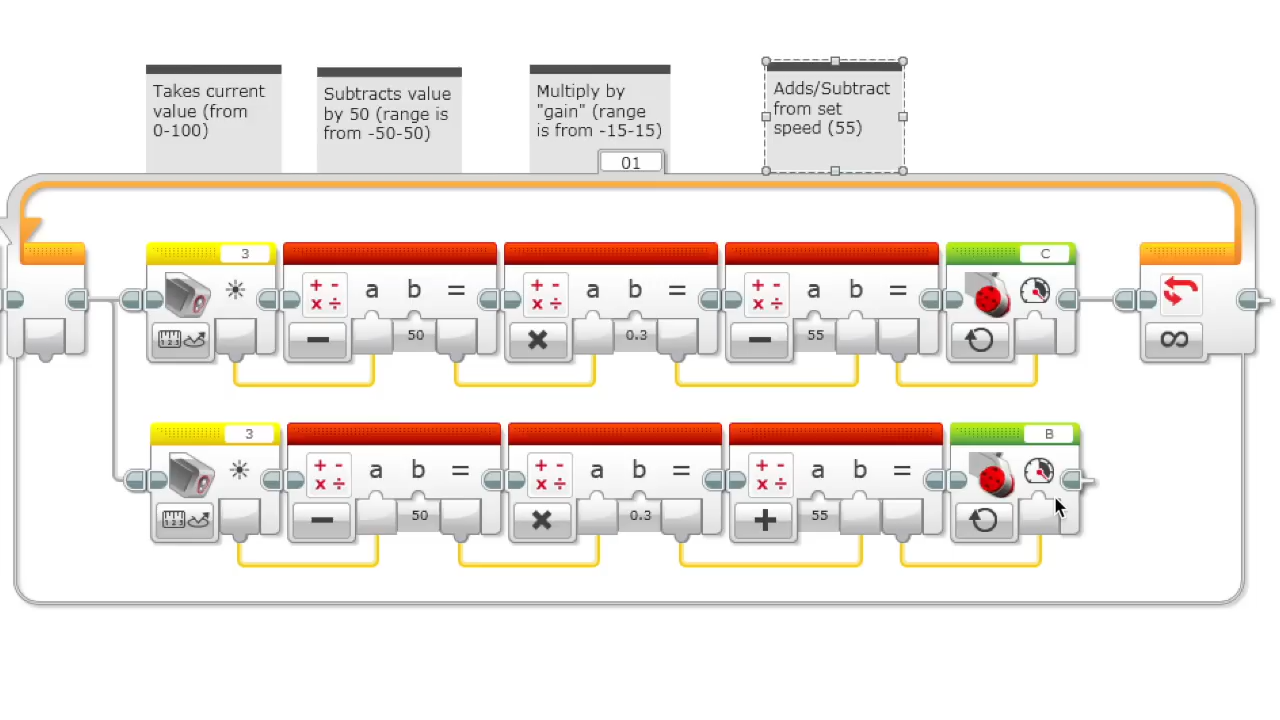 Takes current
value (from
0-100)
Subtracts value
by 50 (range is
from -50-50)
Multiply by
"gain" (range
is from -15-15)
Adds/Subtract
from set
speed (55)
01
3
a b =
50
a b =
0.3
a b =
55
C
∞
3
a b =
50
a b =
0.3
a b =
55
B